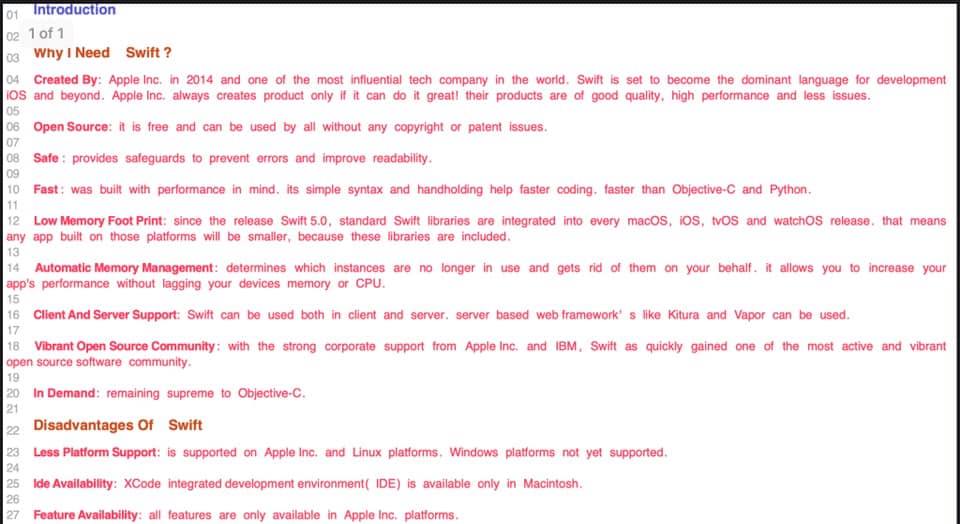 01 Introduction
02 1 of 1
03 Why I Need Swift ?
04 Created By: Apple Inc. in 2014 and one of the most influential tech company in the world. Swift is set to become the dominant language for development
iOS and beyond. Apple Inc. always creates product only if it can do it great! their products are of good quality, high performance and less issues.
05
06 Open Source: it is free and can be used by all without any copyright or patent issues.
07
08 Safe : provides safeguards to prevent errors and improve readability.
09
10 Fast : was built with performance in mind. its simple syntax and handholding help faster coding. faster than Objective-C and Python.
11
12 Low Memory Foot Print: since the release Swift 5.0, standard Swift libraries are integrated into every macOS, iOS, tvOS and watchOS release. that means
any app built on those platforms will be smaller, because these libraries are included.
13
14 Automatic Memory Management: determines which instances are no longer in use and gets rid of them on your behalf. it allows you to increase your
app's performance without lagging your devices memory or CPU.
15
16 Client And Server Support: Swift can be used both in client and server. server based web framework' s like Kitura and Vapor can be used.
17
18 Vibrant Open Source Community: with the strong corporate support from Apple Inc. and IBM, Swift as quickly gained one of the most active and vibrant
open source software community.
19
20 In Demand: remaining supreme to Objective-C.
21
22 Disadvantages Of Swift
23 Less Platform Support: is supported on Apple Inc. and Linux platforms. Windows platforms not yet supported.
24
25 Ide Availability: XCode integrated development environment( IDE) is available only in Macintosh.
26
27 Feature Availability: all features are only available in Apple Inc. platforms.